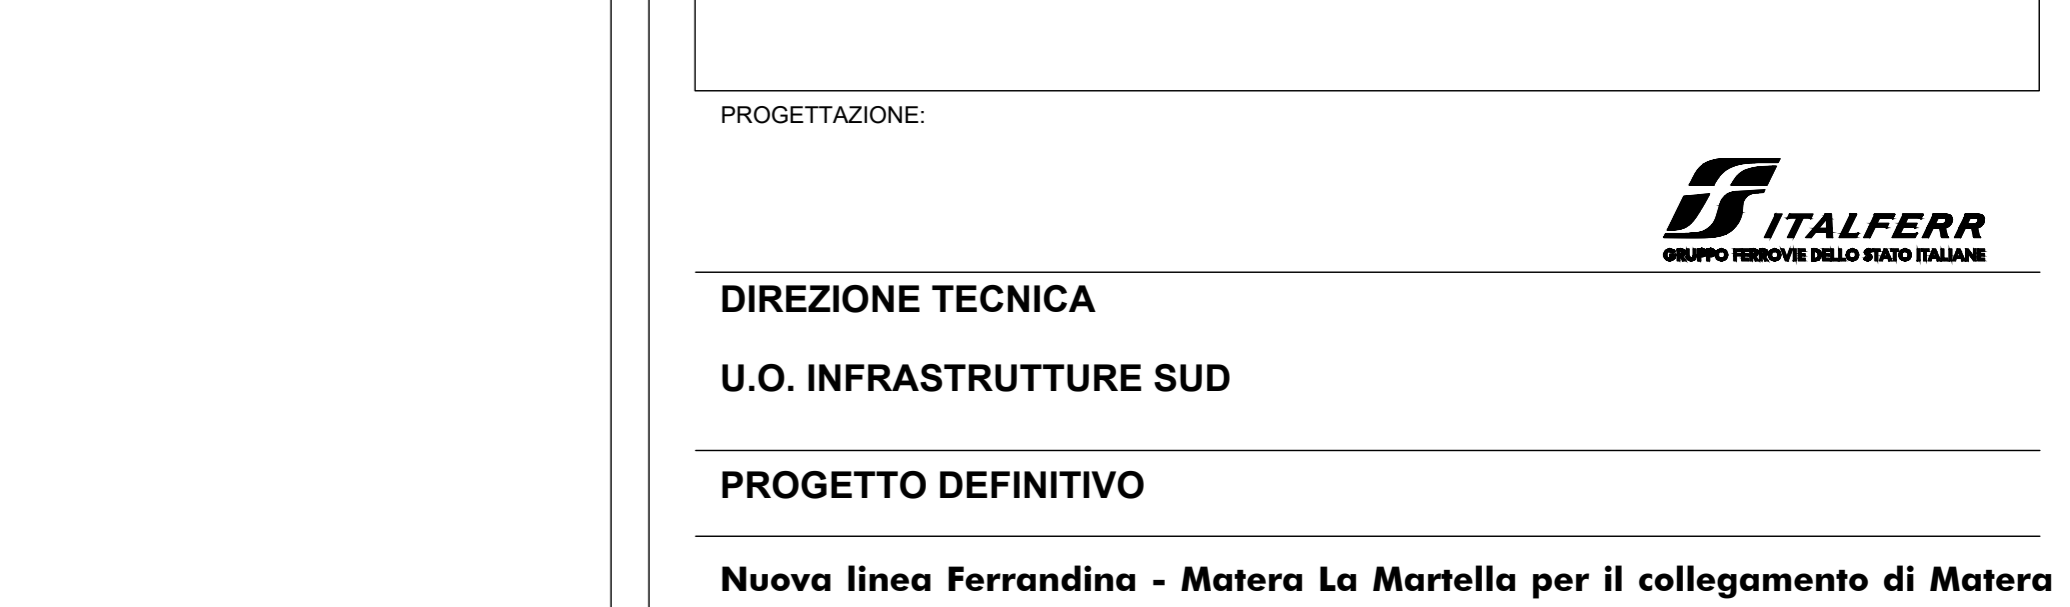 PROGETTAZIONE:
ITALFERR
GRUPPO FERROVIE DELLO STATO ITALIANE
DIREZIONE TECNICA
U.O. INFRASTRUTTURE SUD
PROGETTO DEFINITIVO
Nuova linea Ferrandina - Matera La Martella per il collegamento di Matera